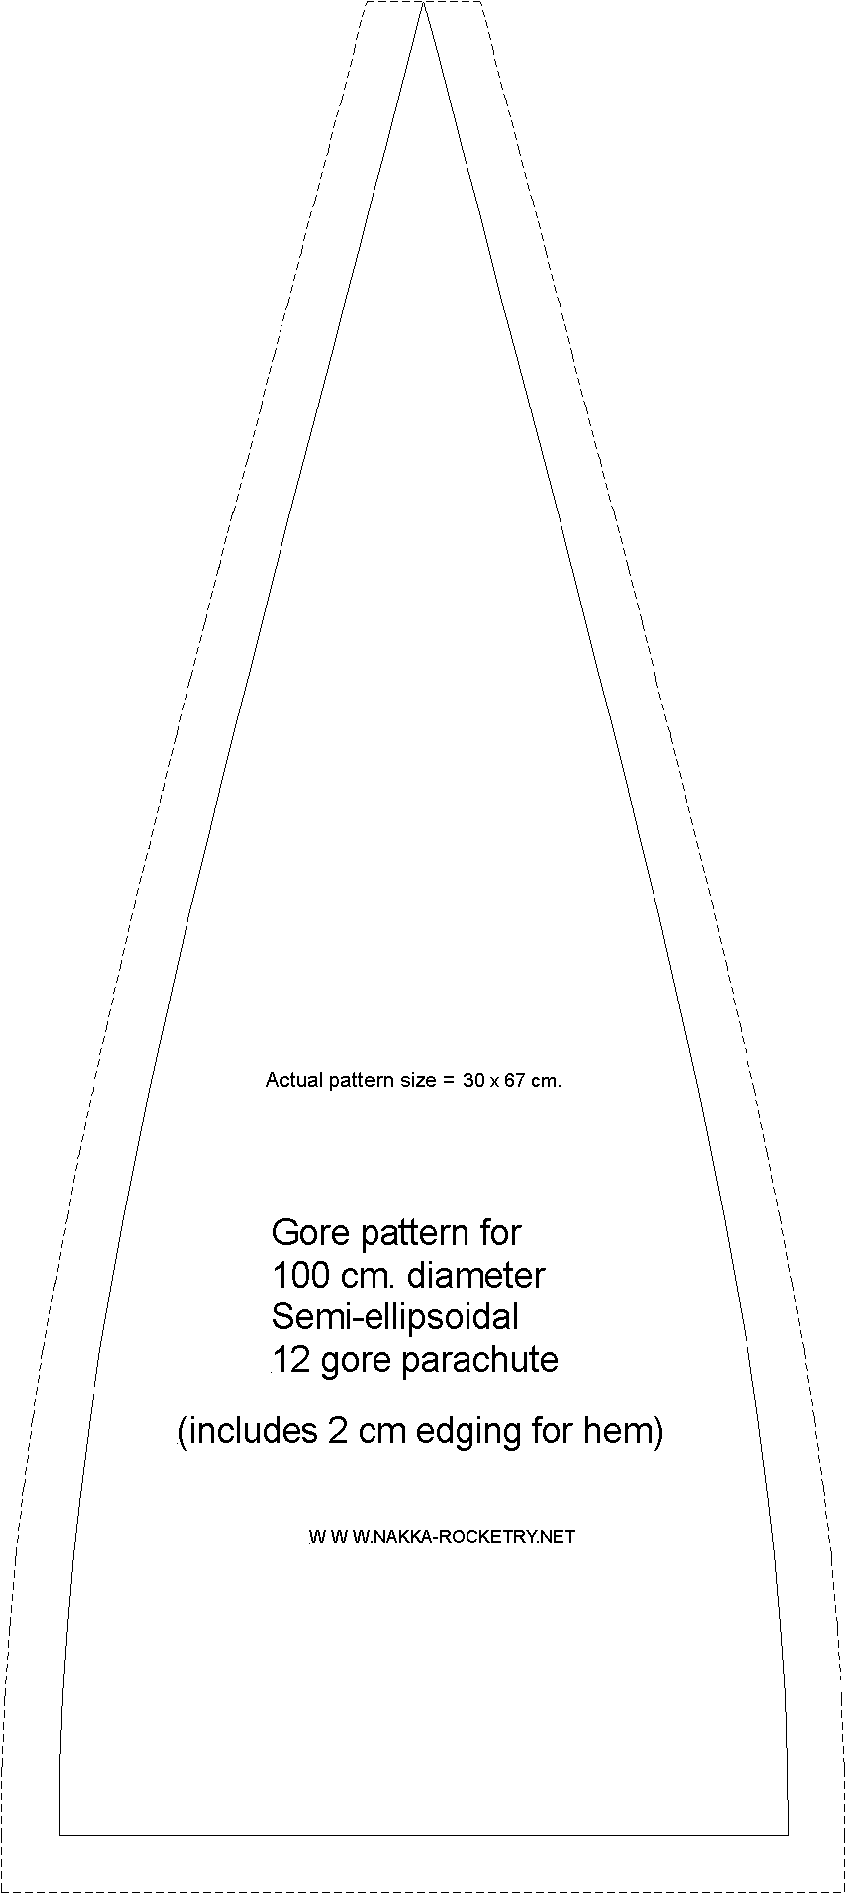 Actual pattern size = 30 x 67 cm.
Gore pattern for
100 cm. diameter
Semi-ellipsoidal
12 gore parachute
(includes 2 cm edging for hem)
WWW.NAKKA-ROCKETRY.NET